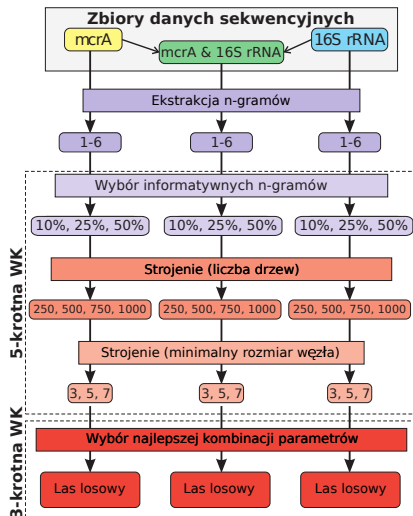 Zbiory danych sekwencyjnych
mcrA
16S rRNA
mcrA & 16S rRNA
Ekstrakcja n-gramów
1-6
1-6
1-6
Wybór informatywnych n-gramów
10%, 25%, 50%
10%, 25%, 50%
10%, 25%, 50%
Strojenie (liczba drzew)
250, 500, 750, 1000
250, 500, 750, 1000
250, 500, 750, 1000
Strojenie (minimalny rozmiar węzła)
3, 5, 7
3, 5, 7
3, 5, 7
5-krotna WK
Wybór najlepszej kombinacji parametrów
Las losowy
Las losowy
Las losowy
3-krotna WK